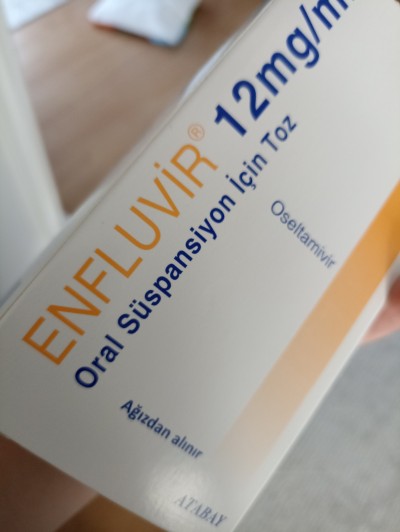 ENFLUVİR® 12mg/m
Oral Süspansiyon İçin Toz
Oseltamivir
Ağızdan alınır
ATABAY